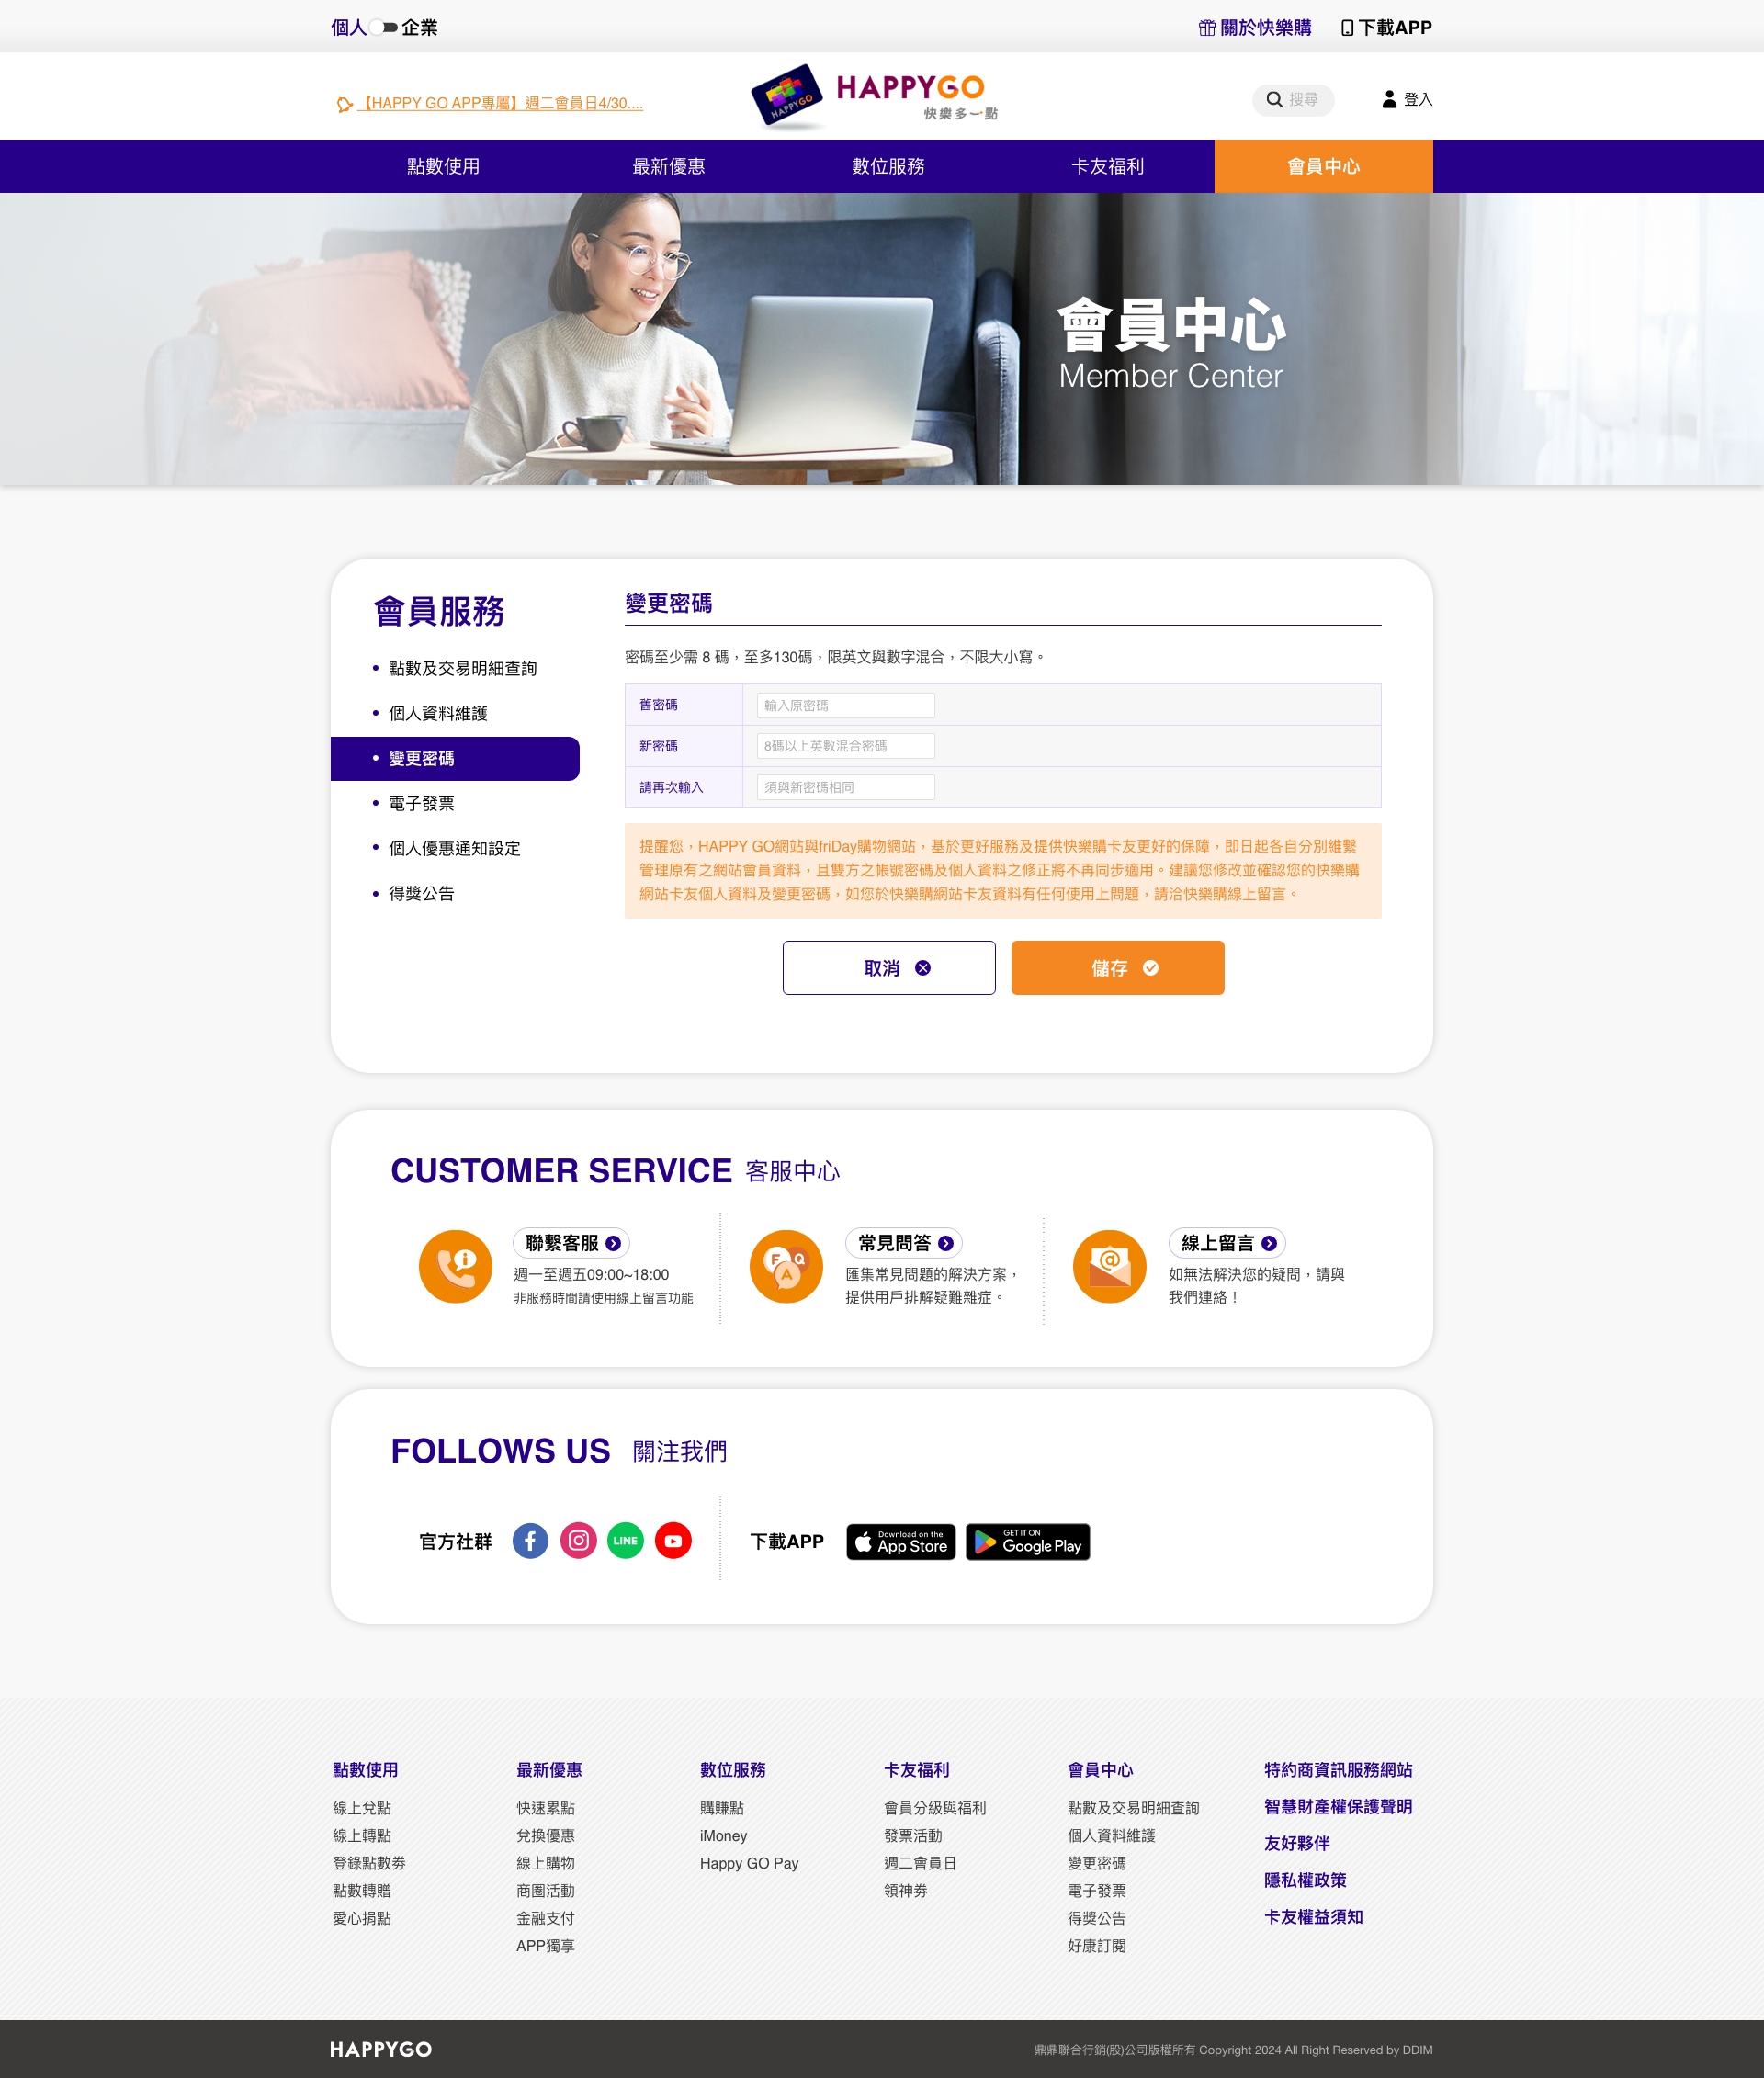 個人 企業
關於快樂購 下載APP
【HAPPY GO APP專屬】週二會員日4/30....
HAPPYGO
HAPPYGO
快樂多一點
搜尋
登入
點數使用 最新優惠 數位服務 卡友福利 會員中心
會員中心
Member Center
會員服務
點數及交易明細查詢
個人資料維護
變更密碼
電子發票
個人優惠通知設定
得獎公告
變更密碼
密碼至少需 8 碼，至多130碼，限英文與數字混合，不限大小寫。
舊密碼 輸入原密碼
新密碼 8碼以上英數混合密碼
請再次輸入 須與新密碼相同
提醒您，HAPPY GO網站與friDay購物網站，基於更好服務及提供快樂購卡友更好的保障，即日起各自分別維繫
管理原有之網站會員資料，且雙方之帳號密碼及個人資料之修正將不再同步適用。建議您修改並確認您的快樂購
網站卡友個人資料及變更密碼，如您於快樂購網站卡友資料有任何使用上問題，請洽快樂購線上留言。
取消 儲存
CUSTOMER SERVICE 客服中心
聯繫客服
週一至週五09:00~18:00
非服務時間請使用線上留言功能
F Q A
常見問答
匯集常見問題的解決方案，
提供用戶排解疑難雜症。
@
線上留言
如無法解決您的疑問，請與
我們連絡！
FOLLOWS US 關注我們
官方社群
LINE
下載APP
Download on the
App Store
GET IT ON
Google Play
點數使用
線上兌點
線上轉點
登錄點數券
點數轉贈
愛心捐點
最新優惠
快速累點
兌換優惠
線上購物
商圈活動
金融支付
APP獨享
數位服務
購賺點
iMoney
Happy GO Pay
卡友福利
會員分級與福利
發票活動
週二會員日
領神券
會員中心
點數及交易明細查詢
個人資料維護
變更密碼
電子發票
得獎公告
好康訂閱
特約商資訊服務網站
智慧財產權保護聲明
友好夥伴
隱私權政策
卡友權益須知
HAPPYGO
鼎鼎聯合行銷(股)公司版權所有 Copyright 2024 All Right Reserved by DDIM